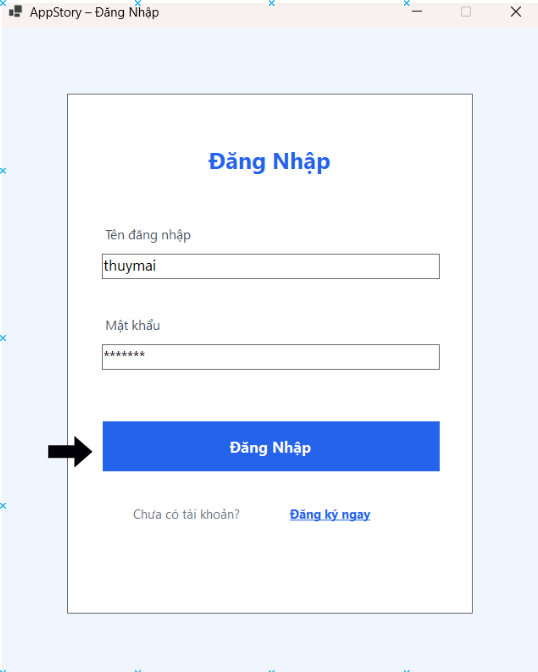 AppStory – Đăng Nhập
Đăng Nhập
Tên đăng nhập
thuymai
Mật khẩu
*******
Đăng Nhập
Chưa có tài khoản? Đăng ký ngay